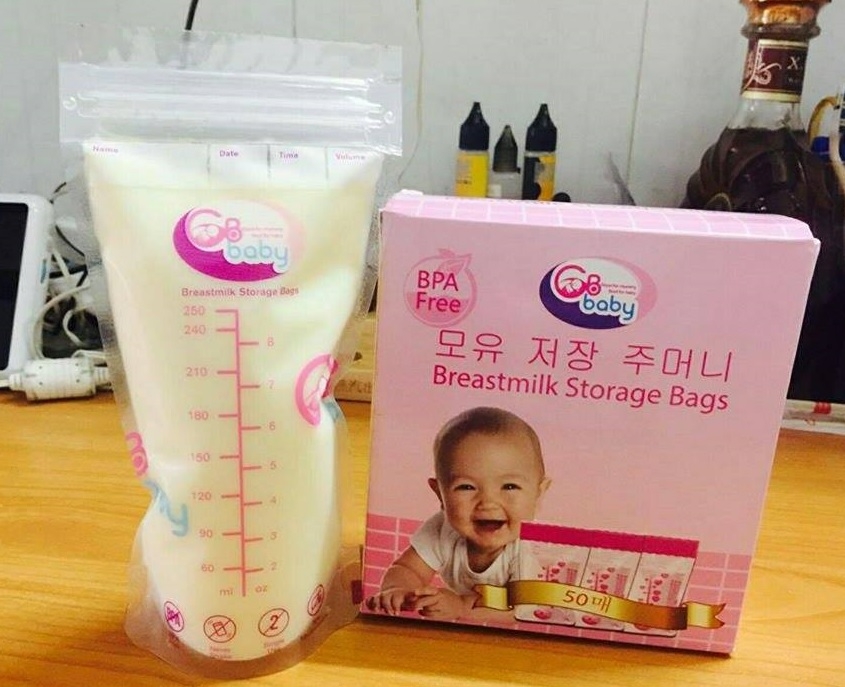 Name Date Time Volume
GB
baby
Breastmilk Storage Bags
250
240
8
210
7
180
6
150
5
120
4
90
3
60
2
ml oz
BPA
Free
GB
baby
모유 저장 주머니
Breastmilk Storage Bags
50매
X.